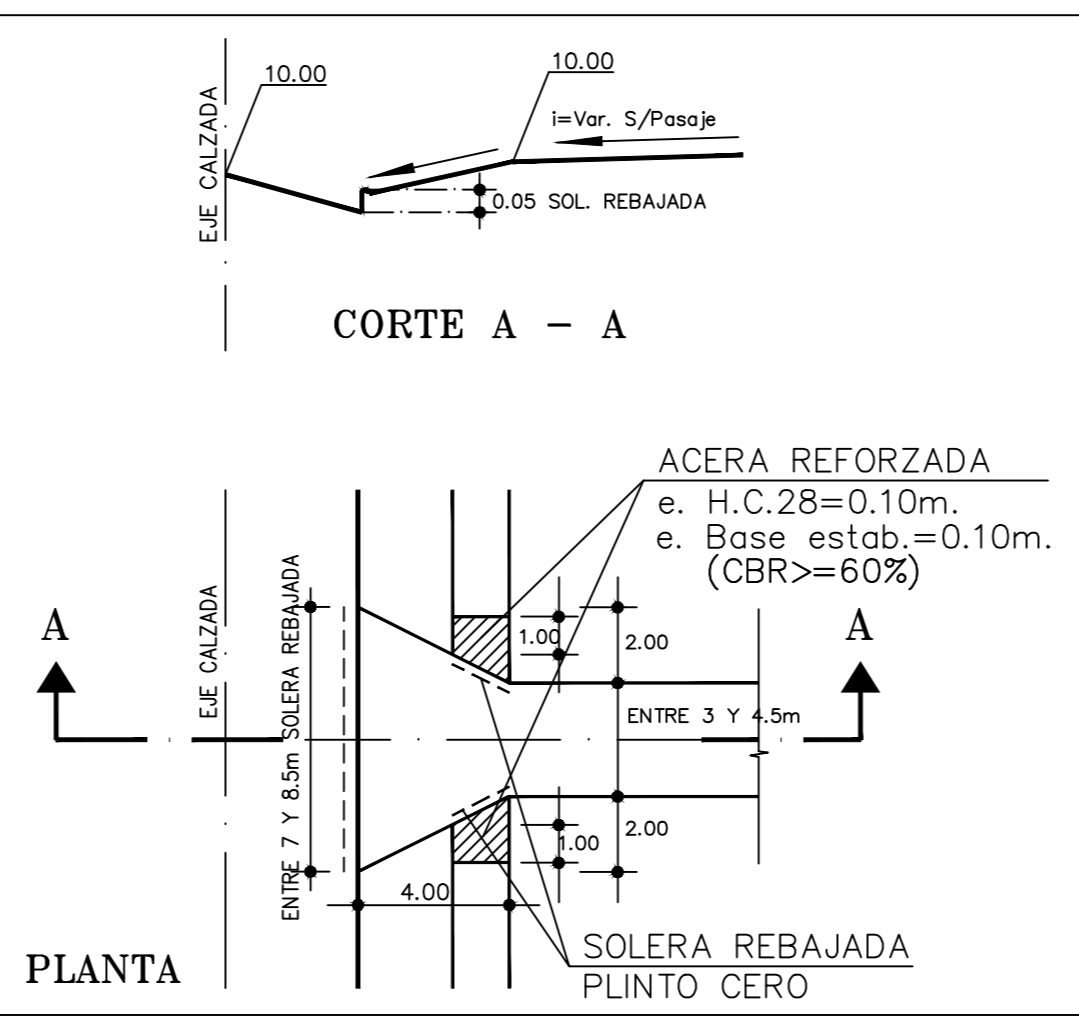 10.00
10.00
i=Var. S/Pasaje
EJE CALZADA
0.05 SOL. REBAJADA
CORTE A - A
ACERA REFORZADA
e. H.C.28=0.10m.
e. Base estab.=0.10m.
(CBR>=60%)
A
EJE CALZADA
ENTRE 7 Y 8.5m SOLERA REBAJADA
1.00
2.00
A
ENTRE 3 Y 4.5m
1.00
2.00
4.00
SOLERA REBAJADA
PLINTO CERO
PLANTA